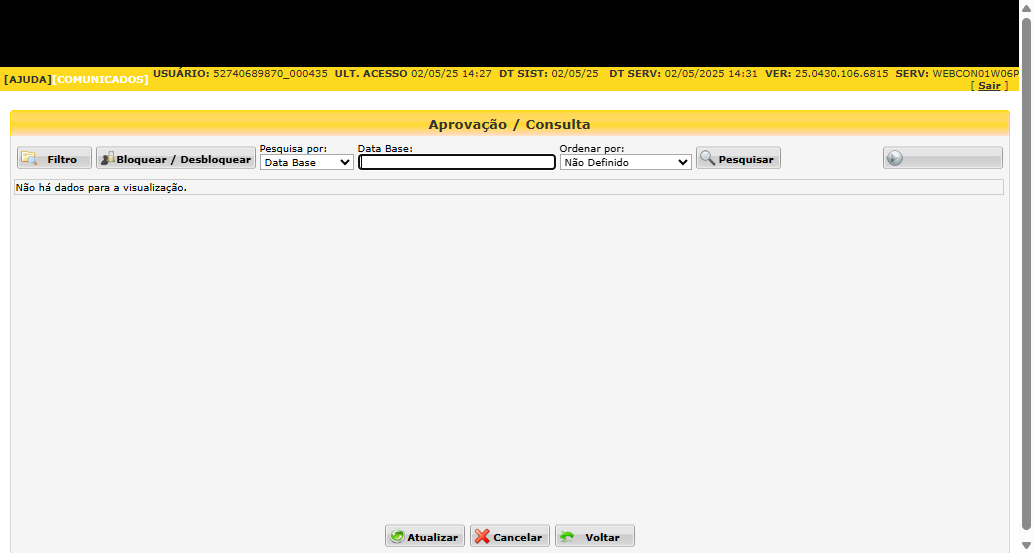 [AJUDA][COMUNICADOS] USUÁRIO: 52740689870_000435 ULT. ACESSO 02/05/25 14:27 DT SIST: 02/05/25 DT SERV: 02/05/2025 14:31 VER: 25.0430.106.6815 SERV: WEBCON01W06P
[ Sair ]
Aprovação / Consulta
Pesquisa por: Data Base: Ordenar por:
Filtro Bloquear / Desbloquear Data Base Não Definido Pesquisar
Não há dados para a visualização.
Atualizar Cancelar Voltar